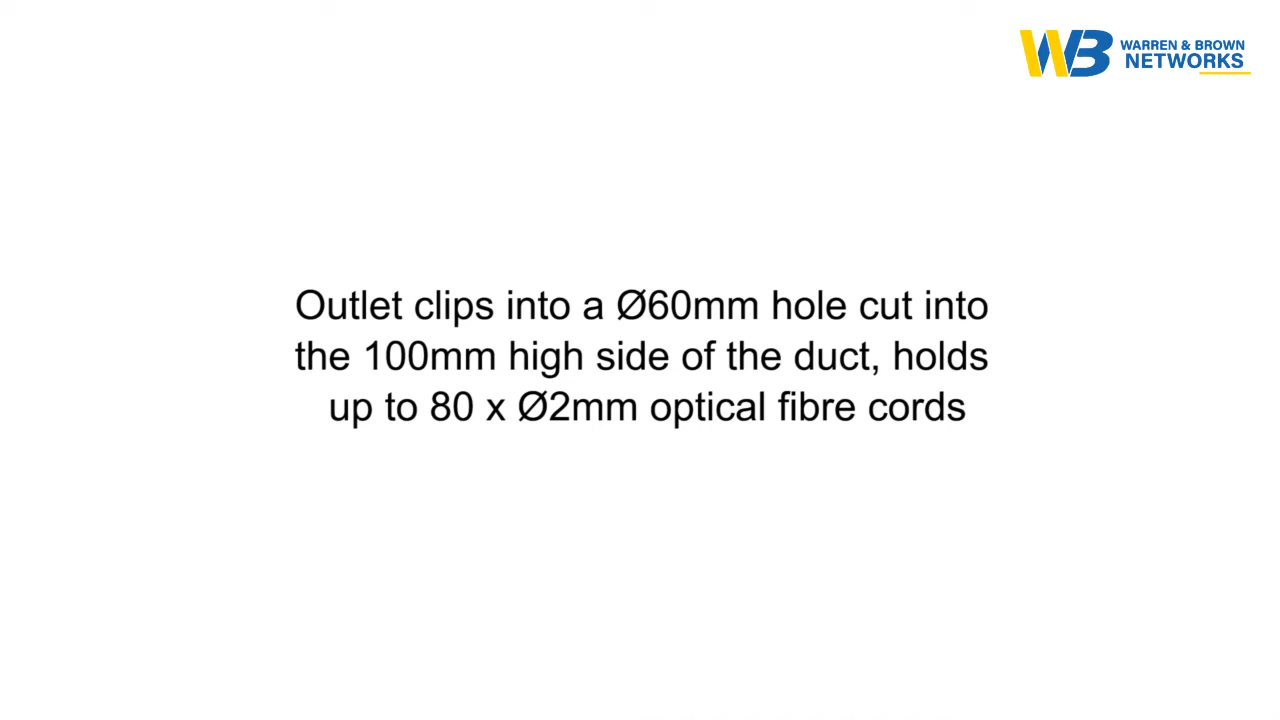 WB WARREN & BROWN
NETWORKS
Outlet clips into a Ø60mm hole cut into
the 100mm high side of the duct, holds
up to 80 x Ø2mm optical fibre cords